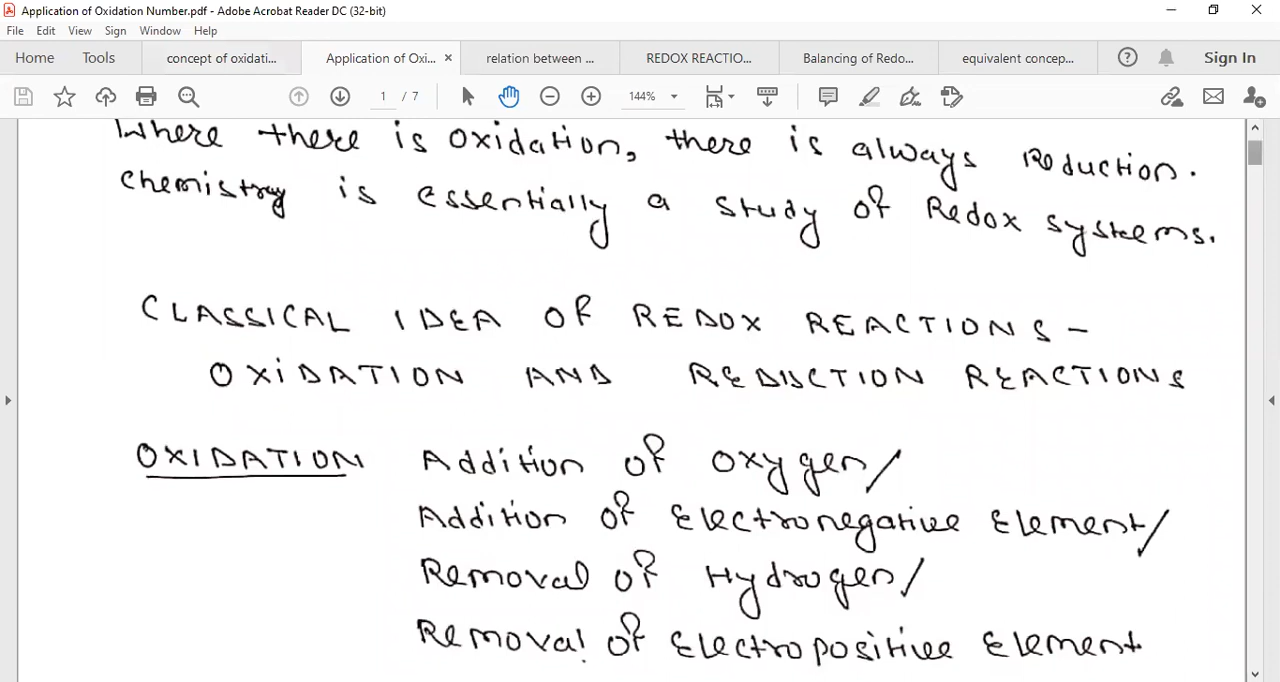 Application of Oxidation Number.pdf - Adobe Acrobat Reader DC (32-bit)
File Edit View Sign Window Help
Home Tools concept of oxidati... Application of Oxi... × relation between ... REDOX REACTIO... Balancing of Redo... equivalent concep... Sign In
1 / 7 144%
Where there is oxidation, there is always reduction.
Chemistry is essentially a study of Redox systems.
CLASSICAL IDEA OF REDOX REACTIONS –
OXiDATION AND REDUCTION REACTIONS
OXIDATION Addition of oxygen/
Addition of Electronegative Element/
Removal of Hydrogen/
Removal of Electropositive Element